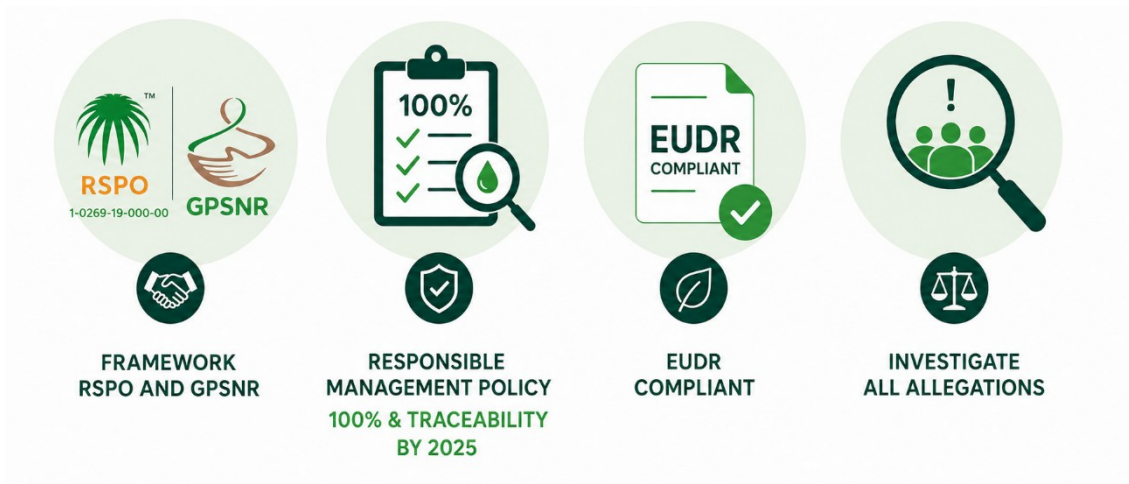 RSPO
™
1-0269-19-000-00
GPSNR
100%
EUDR
COMPLIANT
!
FRAMEWORK
RSPO AND GPSNR
RESPONSIBLE
MANAGEMENT POLICY
100% & TRACEABILITY
BY 2025
EUDR
COMPLIANT
INVESTIGATE
ALL ALLEGATIONS